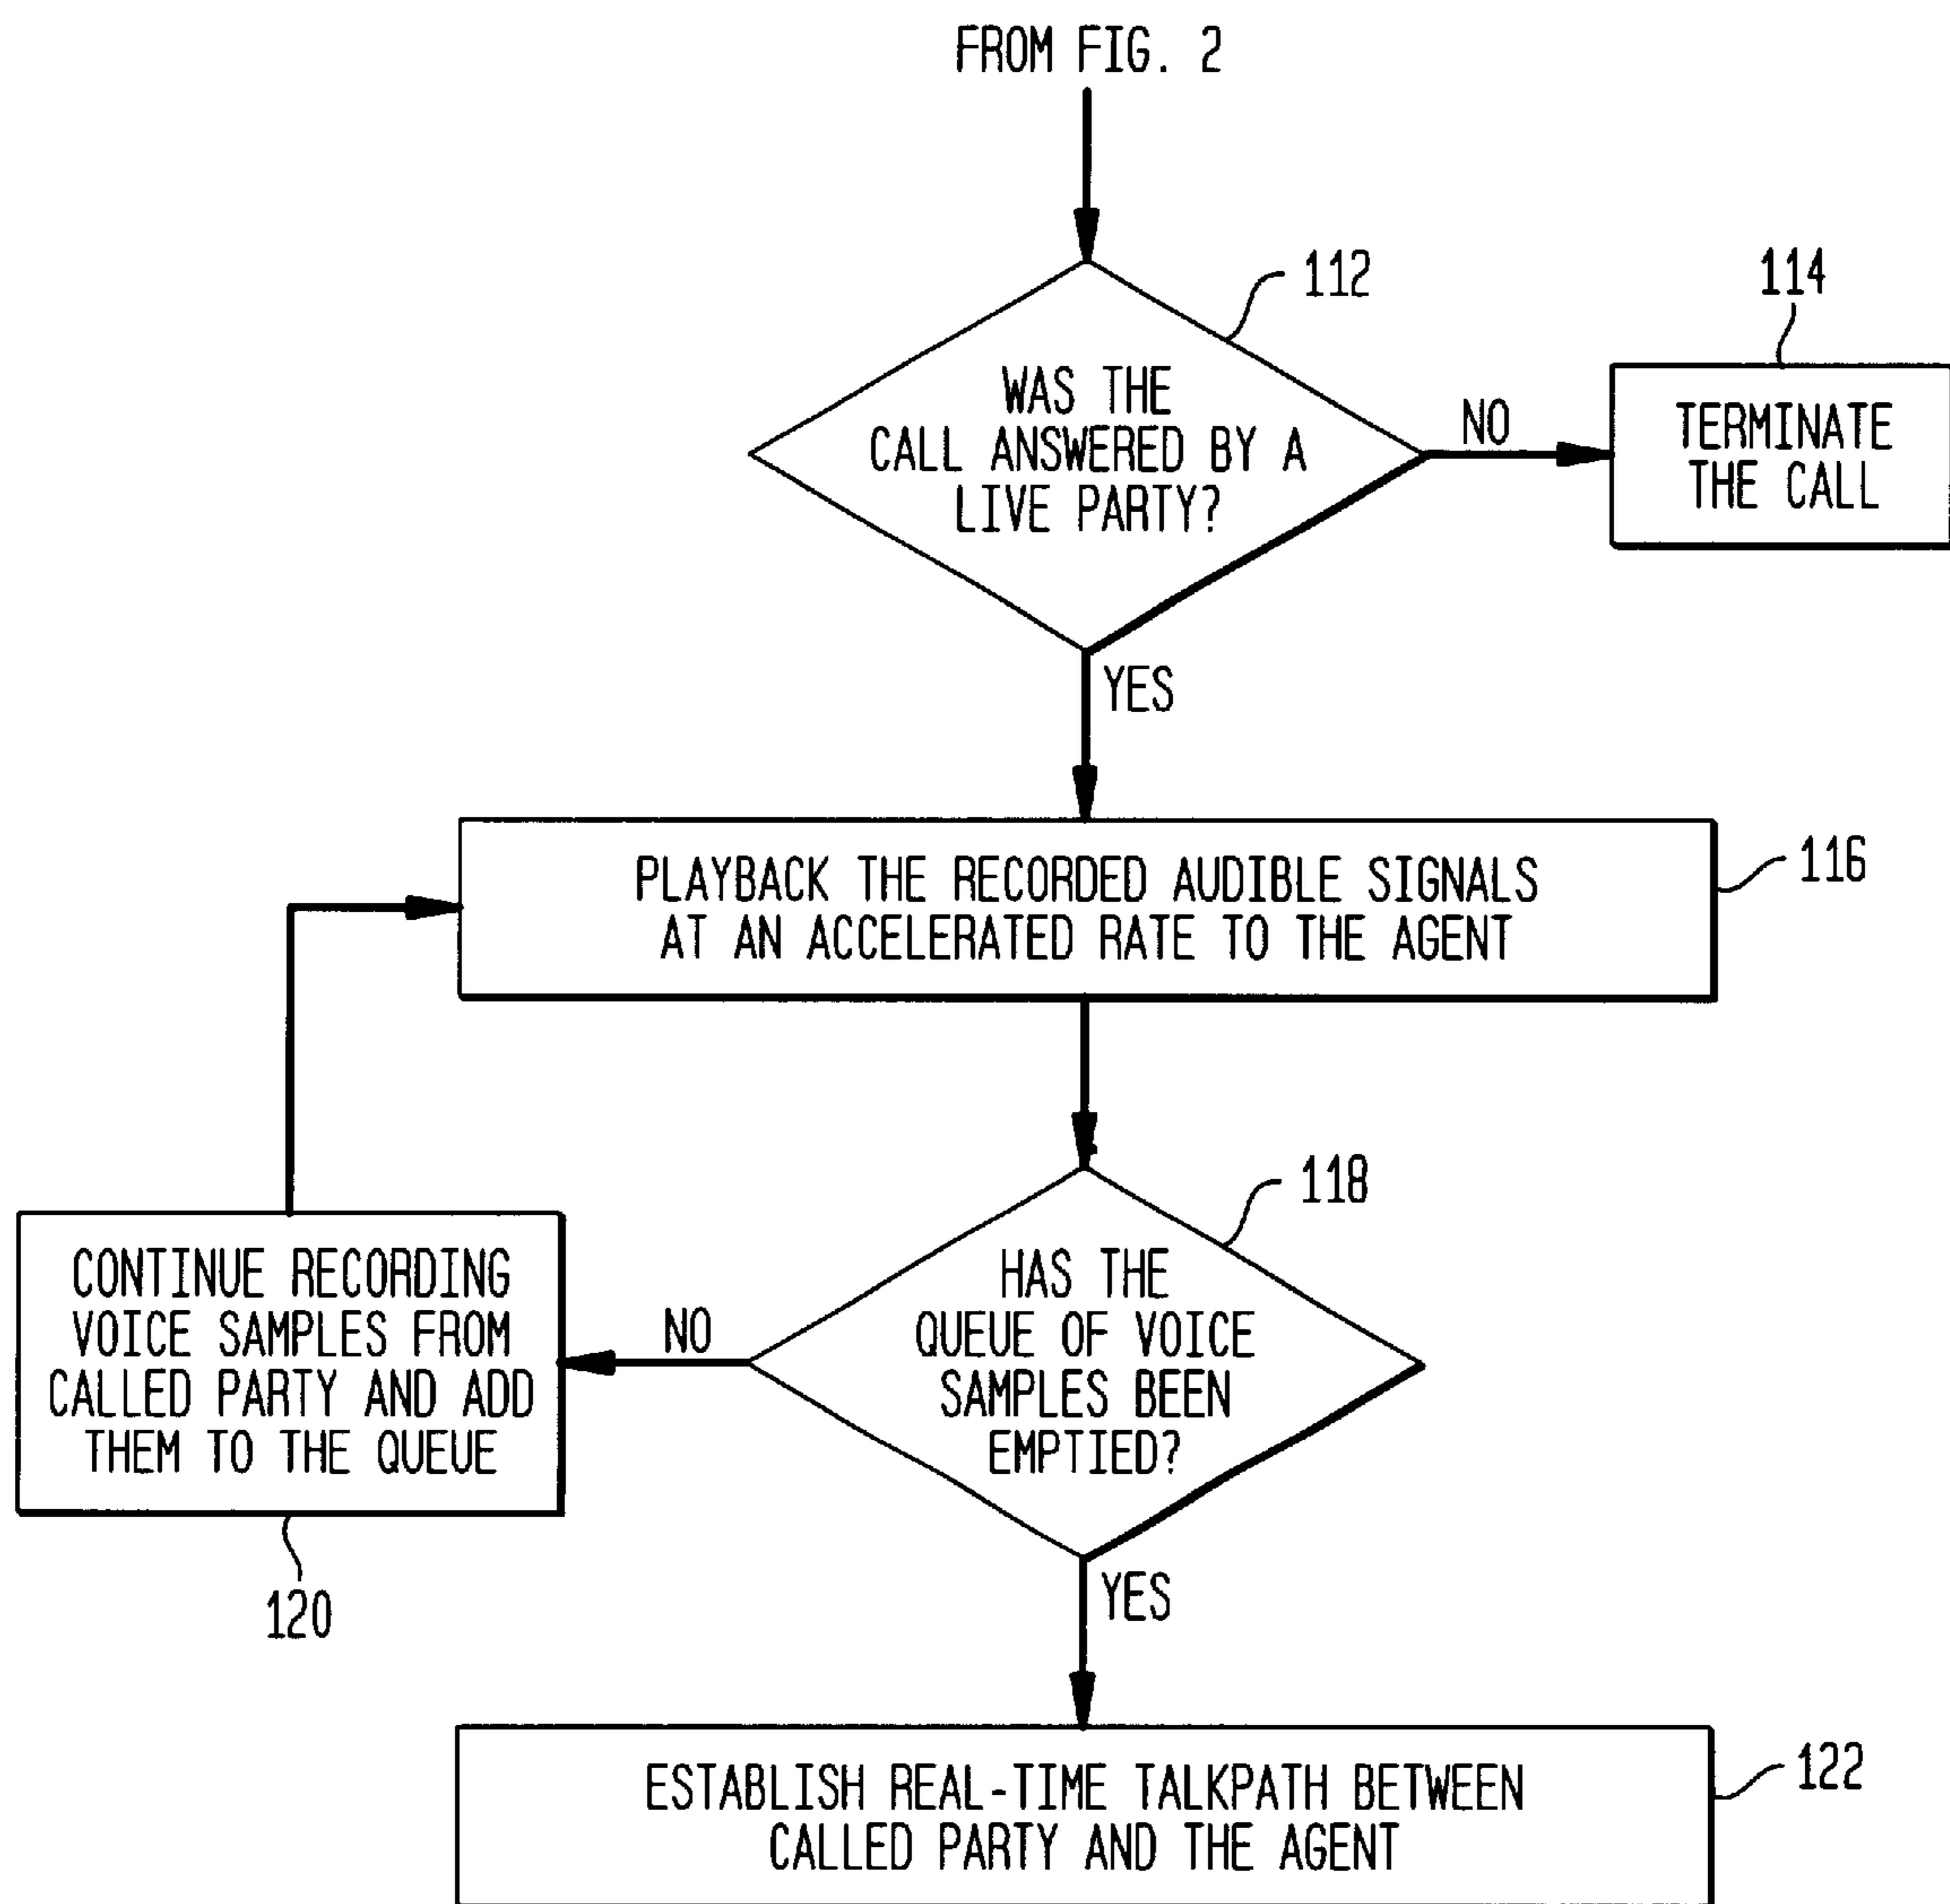 FROM FIG. 2
112
114
WAS THE
CALL ANSWERED BY A
LIVE PARTY?
NO
TERMINATE
THE CALL
YES
PLAYBACK THE RECORDED AUDIBLE SIGNALS
AT AN ACCELERATED RATE TO THE AGENT
116
118
HAS THE
QUEUE OF VOICE
SAMPLES BEEN
EMPTIED?
NO
CONTINUE RECORDING
VOICE SAMPLES FROM
CALLED PARTY AND ADD
THEM TO THE QUEUE
120
YES
ESTABLISH REAL-TIME TALKPATH BETWEEN
CALLED PARTY AND THE AGENT
122